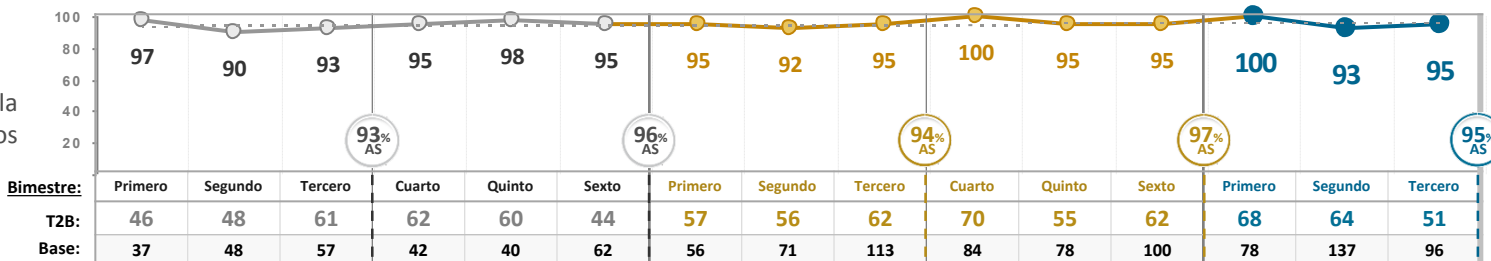 100
97 90 93 95 98 95 95 92 95 100 95 95 100 93 95
80
60
40
20
la
os
93% AS 96% AS 94% AS 97% AS 95% AS
Bimestre: Primero Segundo Tercero Cuarto Quinto Sexto Primero Segundo Tercero Cuarto Quinto Sexto Primero Segundo Tercero
T2B: 46 48 61 62 60 44 57 56 62 70 55 62 68 64 51
Base: 37 48 57 42 40 62 56 71 113 84 78 100 78 137 96